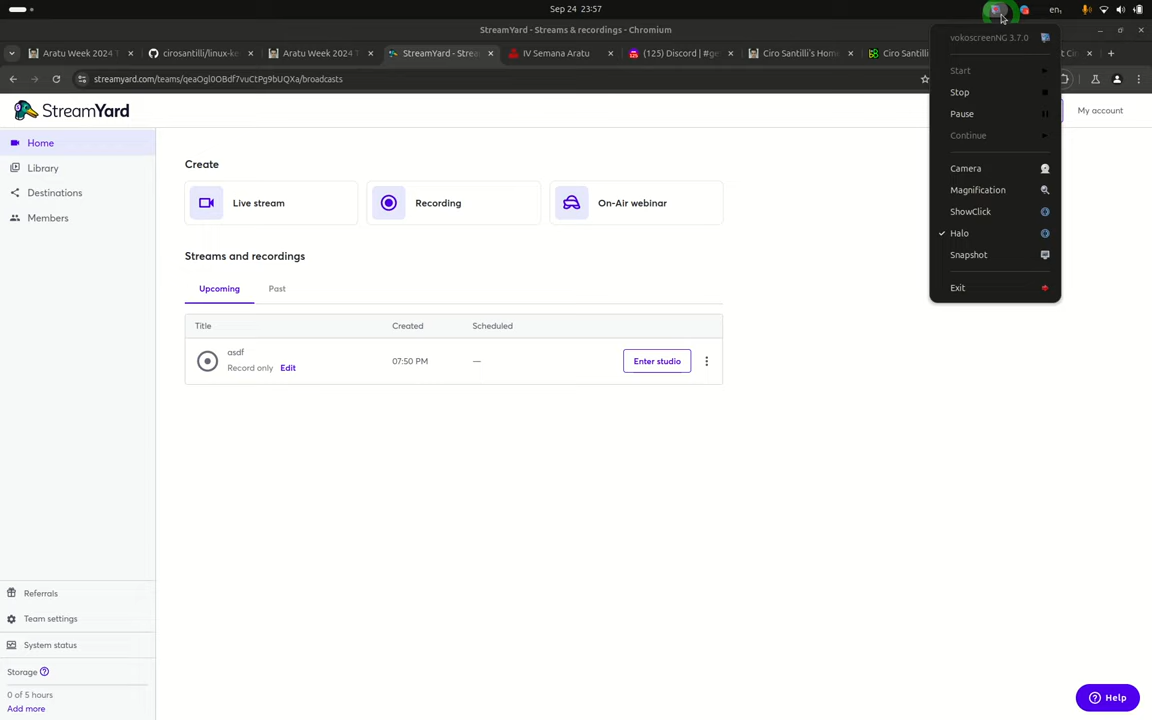 Sep 24 23:57
en
StreamYard - Streams & recordings - Chromium
Aratu Week 2024 T
cirosantilli/linux-ke
Aratu Week 2024 T
StreamYard - Strea
IV Semana Aratu
(125) Discord | #ge
Ciro Santilli's Hom
Ciro Santilli
streamyard.com/teams/qeaOgl0OBdf7vuCtPg9bUQXa/broadcasts
StreamYard
My account
Home
Library
Destinations
Members
Create
Live stream
Recording
On-Air webinar
Streams and recordings
Upcoming
Past
Title
Created
Scheduled
asdf
Record only
Edit
07:50 PM
—
Enter studio
vokoscreenNG 3.7.0
Start
Stop
Pause
Continue
Camera
Magnification
ShowClick
Halo
Snapshot
Exit
Referrals
Team settings
System status
Storage
0 of 5 hours
Add more
Help